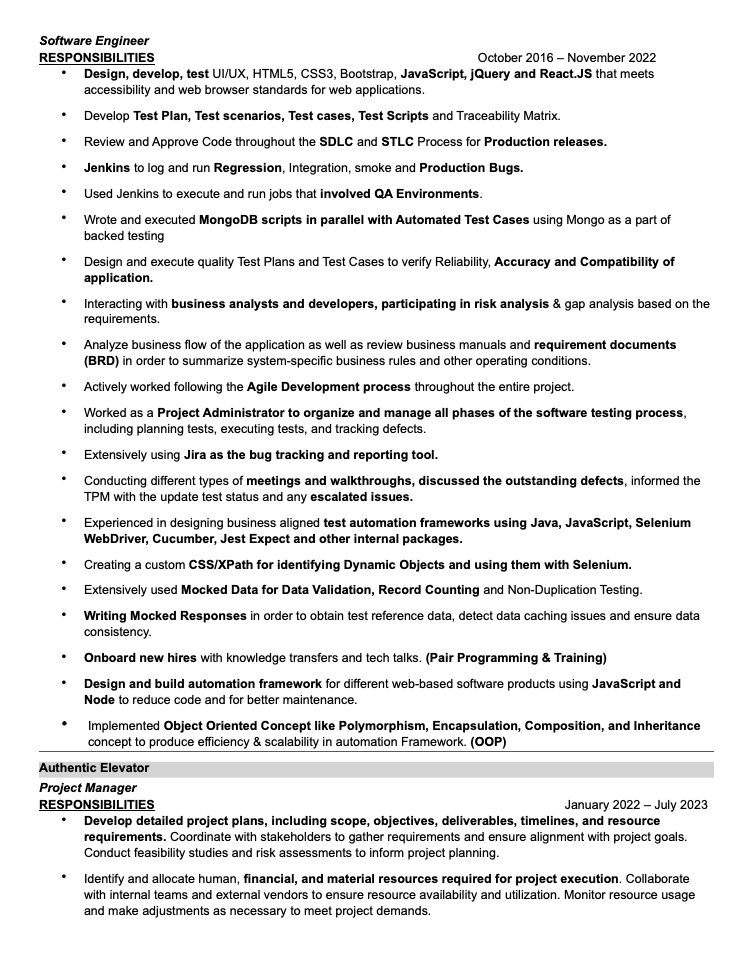 Software Engineer
RESPONSIBILITIES October 2016 – November 2022
• Design, develop, test UI/UX, HTML5, CSS3, Bootstrap, JavaScript, jQuery and React.JS that meets
accessibility and web browser standards for web applications.
• Develop Test Plan, Test scenarios, Test cases, Test Scripts and Traceability Matrix.
• Review and Approve Code throughout the SDLC and STLC Process for Production releases.
• Jenkins to log and run Regression, Integration, smoke and Production Bugs.
• Used Jenkins to execute and run jobs that involved QA Environments.
• Wrote and executed MongoDB scripts in parallel with Automated Test Cases using Mongo as a part of
backed testing
• Design and execute quality Test Plans and Test Cases to verify Reliability, Accuracy and Compatibility of
application.
• Interacting with business analysts and developers, participating in risk analysis & gap analysis based on the
requirements.
• Analyze business flow of the application as well as review business manuals and requirement documents
(BRD) in order to summarize system-specific business rules and other operating conditions.
• Actively worked following the Agile Development process throughout the entire project.
• Worked as a Project Administrator to organize and manage all phases of the software testing process,
including planning tests, executing tests, and tracking defects.
• Extensively using Jira as the bug tracking and reporting tool.
• Conducting different types of meetings and walkthroughs, discussed the outstanding defects, informed the
TPM with the update test status and any escalated issues.
• Experienced in designing business aligned test automation frameworks using Java, JavaScript, Selenium
WebDriver, Cucumber, Jest Expect and other internal packages.
• Creating a custom CSS/XPath for identifying Dynamic Objects and using them with Selenium.
• Extensively used Mocked Data for Data Validation, Record Counting and Non-Duplication Testing.
• Writing Mocked Responses in order to obtain test reference data, detect data caching issues and ensure data
consistency.
• Onboard new hires with knowledge transfers and tech talks. (Pair Programming & Training)
• Design and build automation framework for different web-based software products using JavaScript and
Node to reduce code and for better maintenance.
• Implemented Object Oriented Concept like Polymorphism, Encapsulation, Composition, and Inheritance
concept to produce efficiency & scalability in automation Framework. (OOP)
Authentic Elevator
Project Manager
RESPONSIBILITIES January 2022 – July 2023
• Develop detailed project plans, including scope, objectives, deliverables, timelines, and resource
requirements. Coordinate with stakeholders to gather requirements and ensure alignment with project goals.
Conduct feasibility studies and risk assessments to inform project planning.
• Identify and allocate human, financial, and material resources required for project execution. Collaborate
with internal teams and external vendors to ensure resource availability and utilization. Monitor resource usage
and make adjustments as necessary to meet project demands.